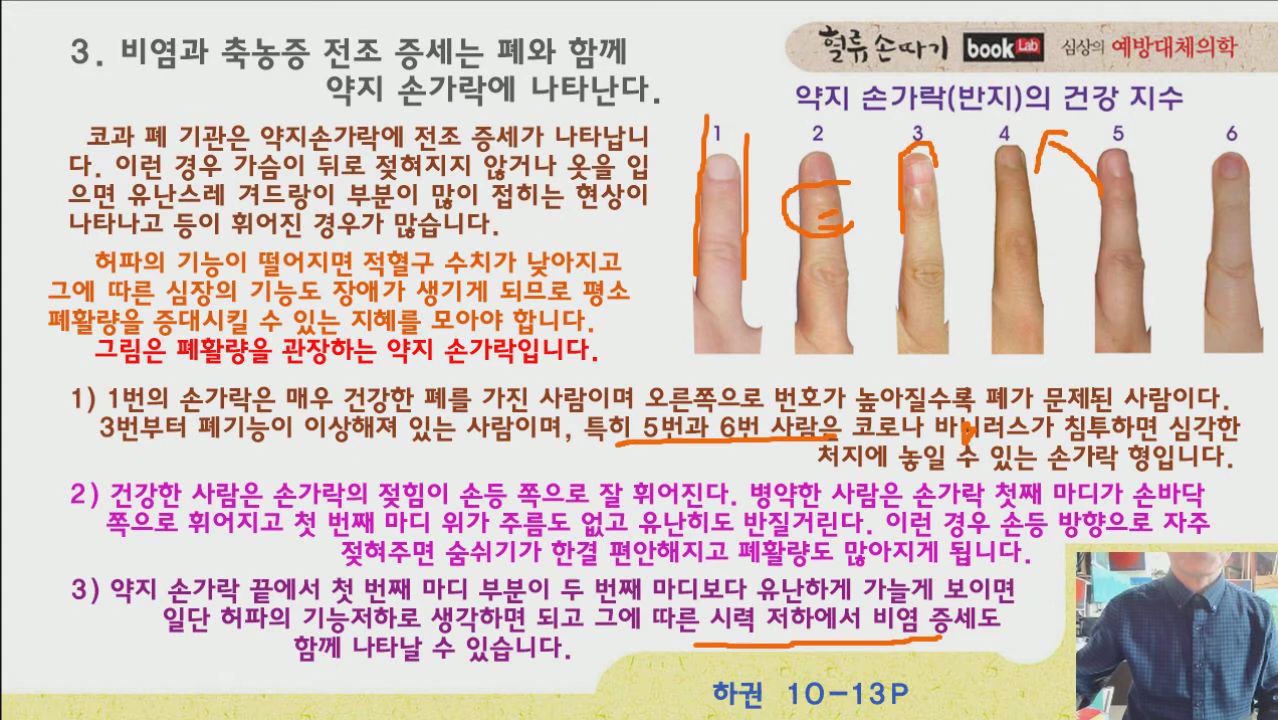 3. 비염과 축농증 전조 증세는 폐와 함께
약지 손가락에 나타난다.
혈류 손따기 book Lab 심상의 예방대체의학
약지 손가락(반지)의 건강 지수
1 2 3 4 5 6
코과 폐 기관은 약지손가락에 전조 증세가 나타납니
다. 이런 경우 가슴이 뒤로 젖혀지지 않거나 옷을 입
으면 유난스레 겨드랑이 부분이 많이 접히는 현상이
나타나고 등이 휘어진 경우가 많습니다.
허파의 기능이 떨어지면 적혈구 수치가 낮아지고
그에 따른 심장의 기능도 장애가 생기게 되므로 평소
폐활량을 증대시킬 수 있는 지혜를 모아야 합니다.
그림은 폐활량을 관장하는 약지 손가락입니다.
1) 1번의 손가락은 매우 건강한 폐를 가진 사람이며 오른쪽으로 번호가 높아질수록 폐가 문제된 사람이다.
3번부터 폐기능이 이상해져 있는 사람이며, 특히 5번과 6번 사람은 코로나 바이러스가 침투하면 심각한
처지에 놓일 수 있는 손가락 형입니다.
2) 건강한 사람은 손가락의 젖힘이 손등 쪽으로 잘 휘어진다. 병약한 사람은 손가락 첫째 마디가 손바닥
쪽으로 휘어지고 첫 번째 마디 위가 주름도 없고 유난히도 반질거린다. 이런 경우 손등 방향으로 자주
젖혀주면 숨쉬기가 한결 편안해지고 폐활량도 많아지게 됩니다.
3) 약지 손가락 끝에서 첫 번째 마디 부분이 두 번째 마디보다 유난하게 가늘게 보이면
일단 허파의 기능저하로 생각하면 되고 그에 따른 시력 저하에서 비염 증세도
함께 나타날 수 있습니다.
하권 10-13P